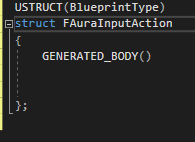 USTRUCT(BlueprintType)
struct FAuraInputAction
{
GENERATED_BODY()
};